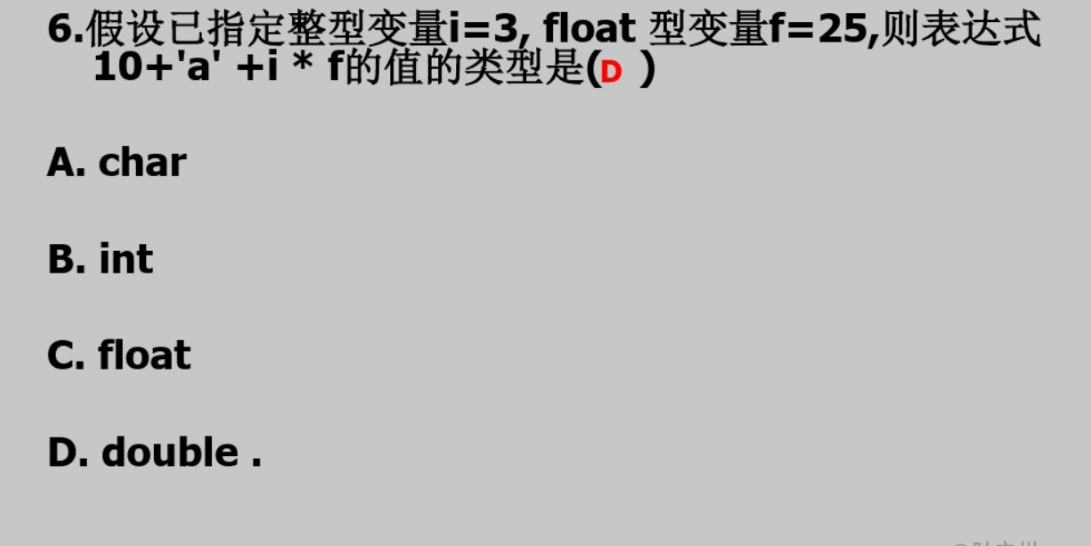 6.假设已指定整型变量i=3, float 型变量f=25,则表达式
10+'a' +i * f的值的类型是(D )
A. char
B. int
C. float
D. double .